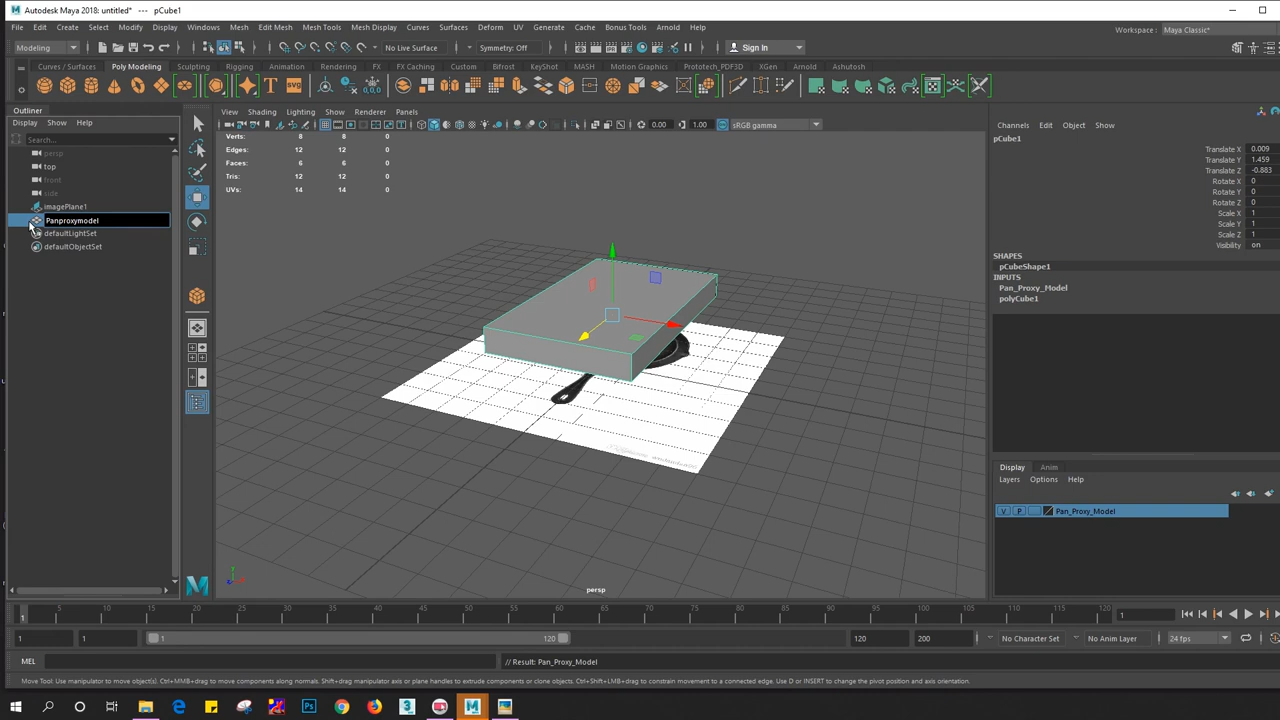 Autodesk Maya 2018: untitled* --- pCube1
File Edit Create Select Modify Display Windows Mesh Edit Mesh Mesh Tools Mesh Display Curves Surfaces Deform UV Generate Cache Bonus Tools Arnold Help
Workspace : Maya Classic*
Modeling No Live Surface Symmetry: Off Sign In
Curves / Surfaces Poly Modeling Sculpting Rigging Animation Rendering FX FX Caching Custom Bifrost KeyShot MASH Motion Graphics Prototech_PDF3D XGen Arnold Ashutosh
SVG 0,0,0
Outliner
Display Show Help
Search...
persp
top
front
side
imagePlane1
Panproxymodel
defaultLightSet
defaultObjectSet
View Shading Lighting Show Renderer Panels
0.00 1.00 sRGB gamma
Verts: 8 8 0
Edges: 12 12 0
Faces: 6 6 0
Tris: 12 12 0
UVs: 14 14 0
persp
Channels Edit Object Show
pCube1
Translate X 0.009
Translate Y 1.459
Translate Z -0.883
Rotate X 0
Rotate Y 0
Rotate Z 0
Scale X 1
Scale Y 1
Scale Z 1
Visibility on
SHAPES
pCubeShape1
INPUTS
Pan_Proxy_Model
polyCube1
Display Anim
Layers Options Help
V P Pan_Proxy_Model
1 5 10 15 20 25 30 35 40 45 50 55 60 65 70 75 80 85 90 95 100 105 110 115 120 1
1 1 1 120 120 200 No Character Set No Anim Layer 24 fps
MEL // Result: Pan_Proxy_Model
Move Tool: Use manipulator to move object(s). Ctrl+MMB+drag to move components along normals. Shift+drag manipulator axis or plane handles to extrude components or clone objects. Ctrl+Shift+LMB+drag to constrain movement to a connected edge. Use D or INSERT to change the pivot position and axis orientation.